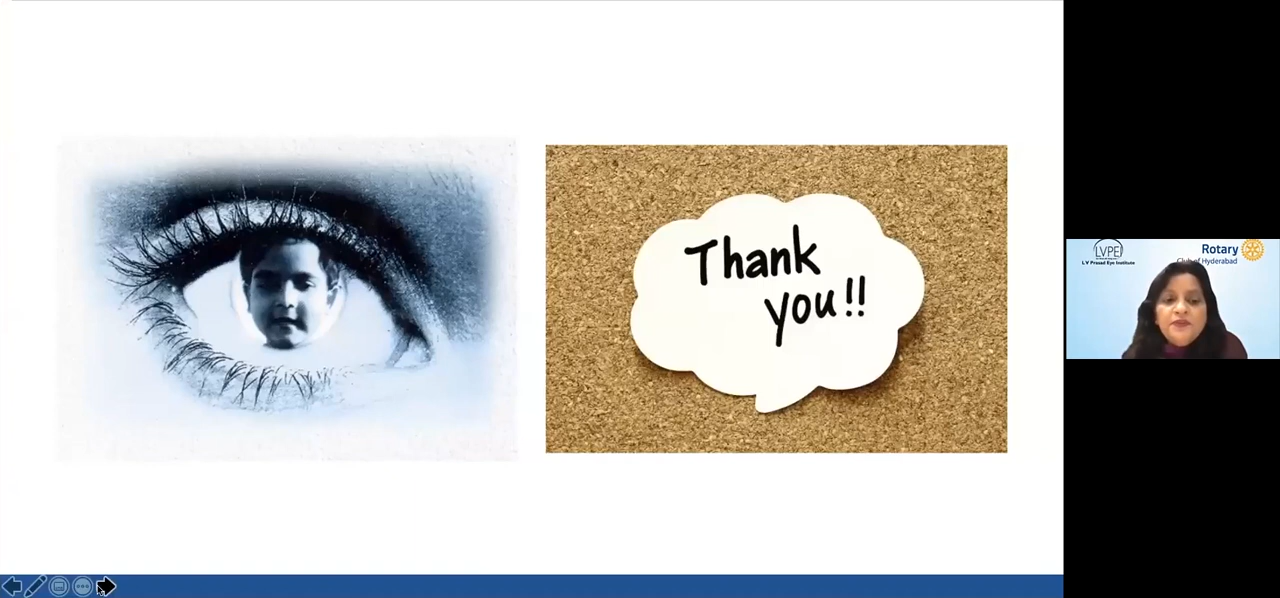 Thank
you!!
LVPEI
L V Prasad Eye Institute
Rotary
Club of Hyderabad